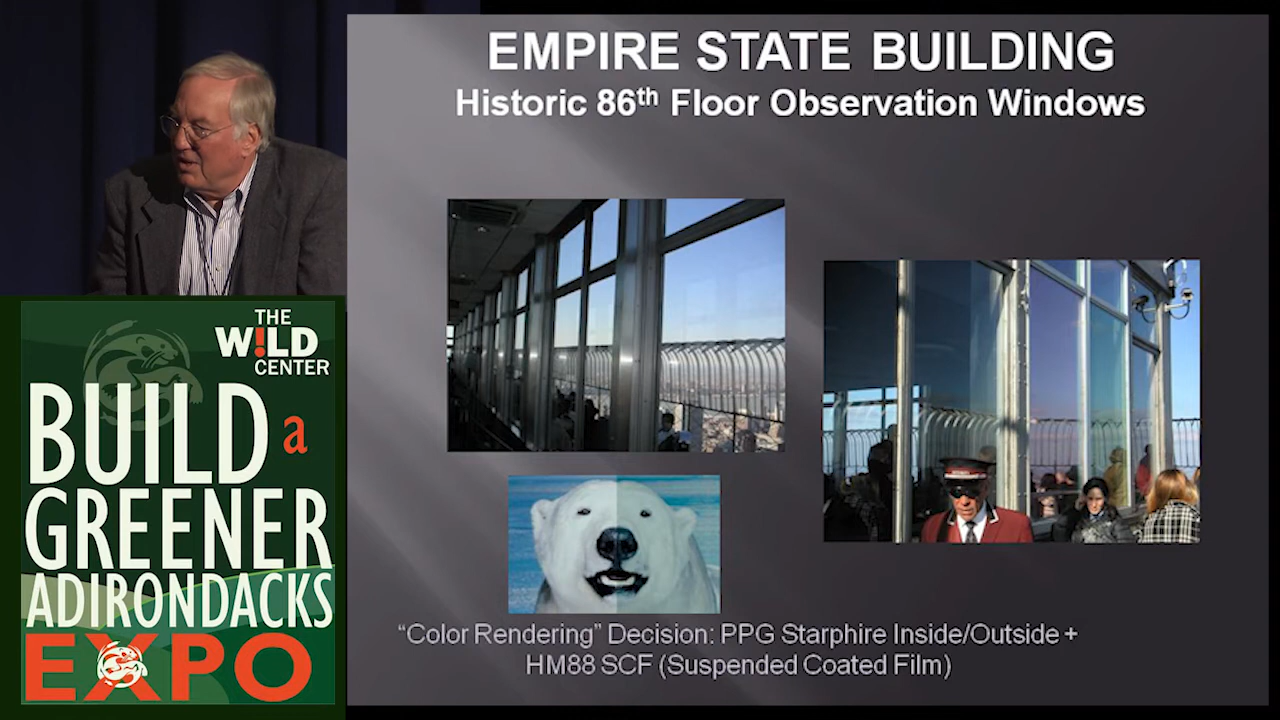 EMPIRE STATE BUILDING
Historic 86th Floor Observation Windows
THE
W!LD
CENTER
BUILD a
GREENER
ADIRONDACKS
EXPO
“Color Rendering” Decision: PPG Starphire Inside/Outside +
HM88 SCF (Suspended Coated Film)